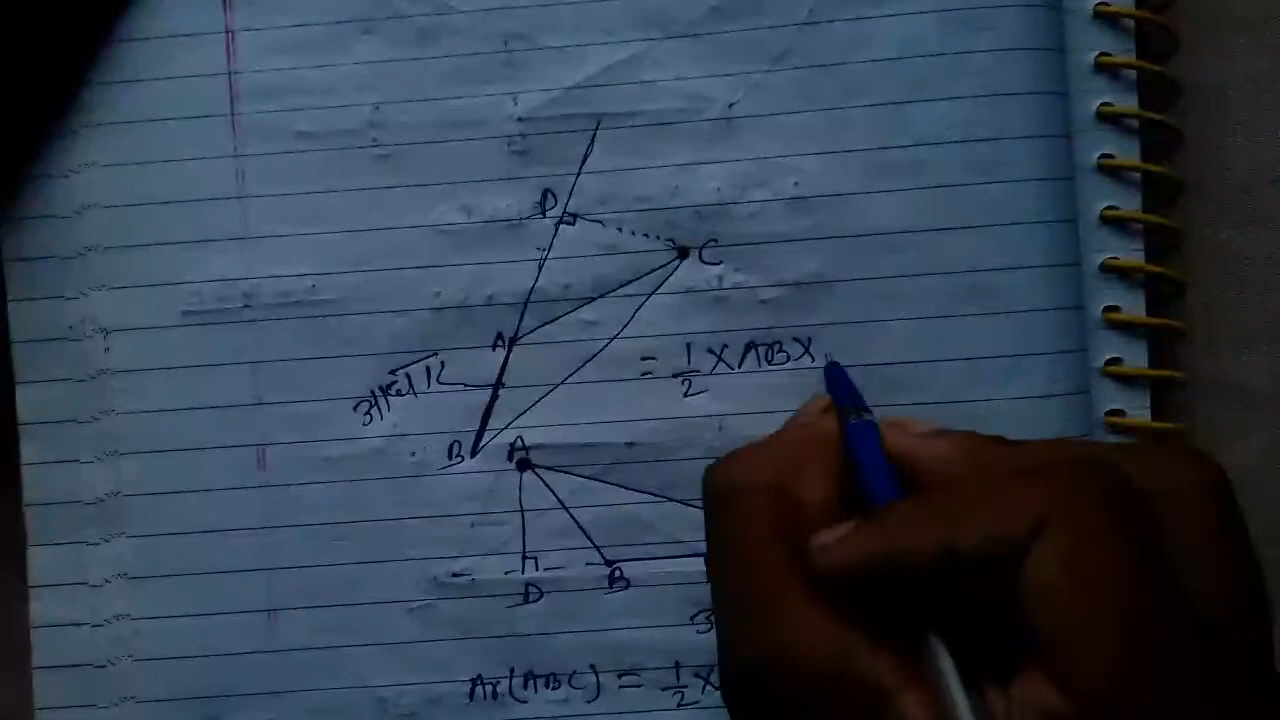 D
C
A
आधार
= 1/2 X AB X
B
A
D
B
Ar(ABC) = 1/2 X